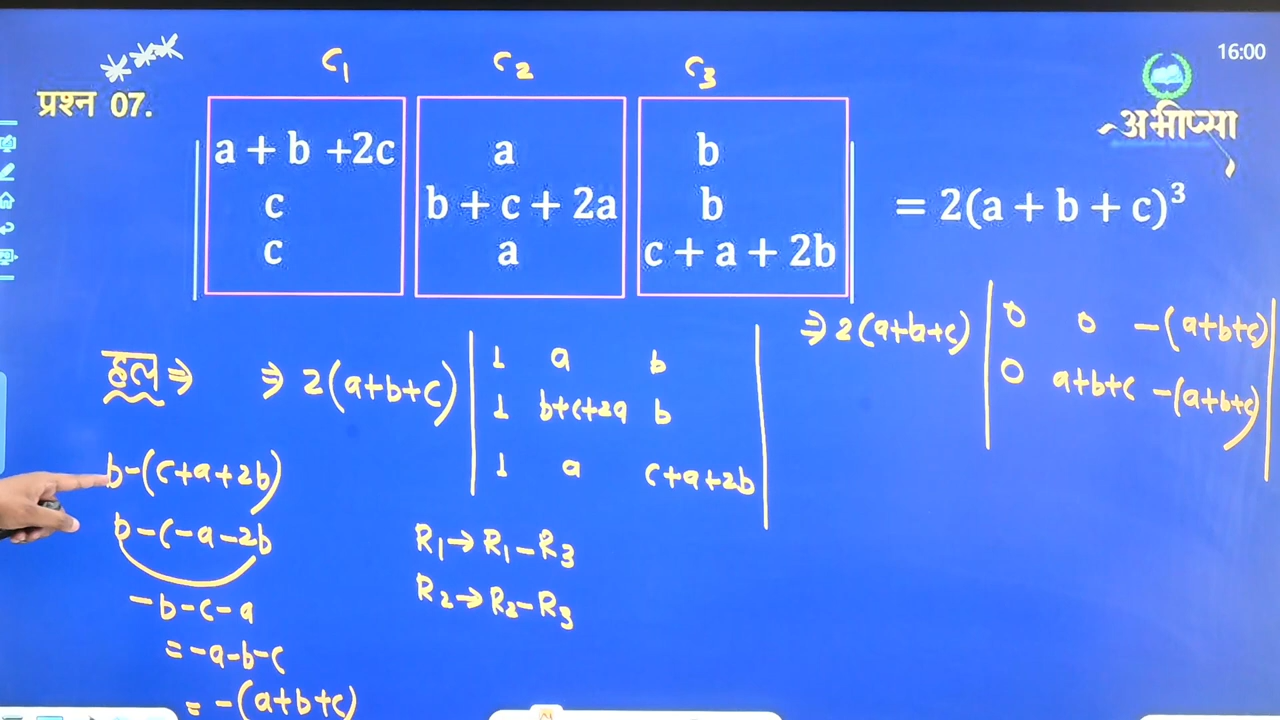 16:00
C1 C2 C3
प्रश्न 07.
अभीप्सा
a + b +2c a b
c b + c + 2a b
c a c + a + 2b
= 2(a + b + c)³
हल ⇒ ⇒ 2(a+b+c)
1 a b
1 b+c+2a b
1 a c+a+2b
⇒ 2(a+b+c)
0 0 -(a+b+c)
0 a+b+c -(a+b+c)
b-(c+a+2b)
b-c-a-2b
-b-c-a
= -a-b-c
= -(a+b+c)
R1→R1-R3
R2→R2-R3